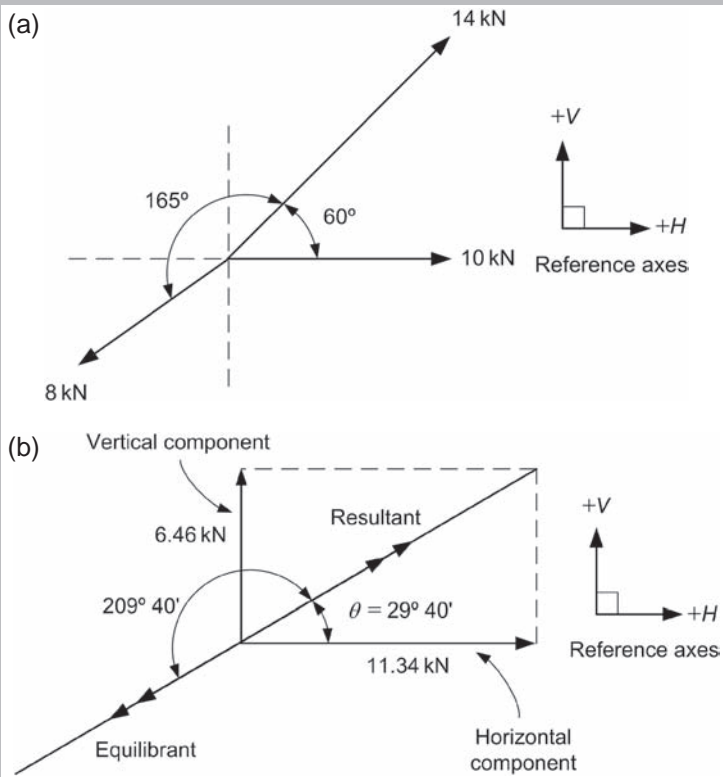 (a)
14 kN
165º
60º
10 kN
8 kN
+V
+H
Reference axes
(b)
Vertical component
6.46 kN
Resultant
209º 40'
θ = 29º 40'
11.34 kN
Equilibrant
Horizontal
component
+V
+H
Reference axes